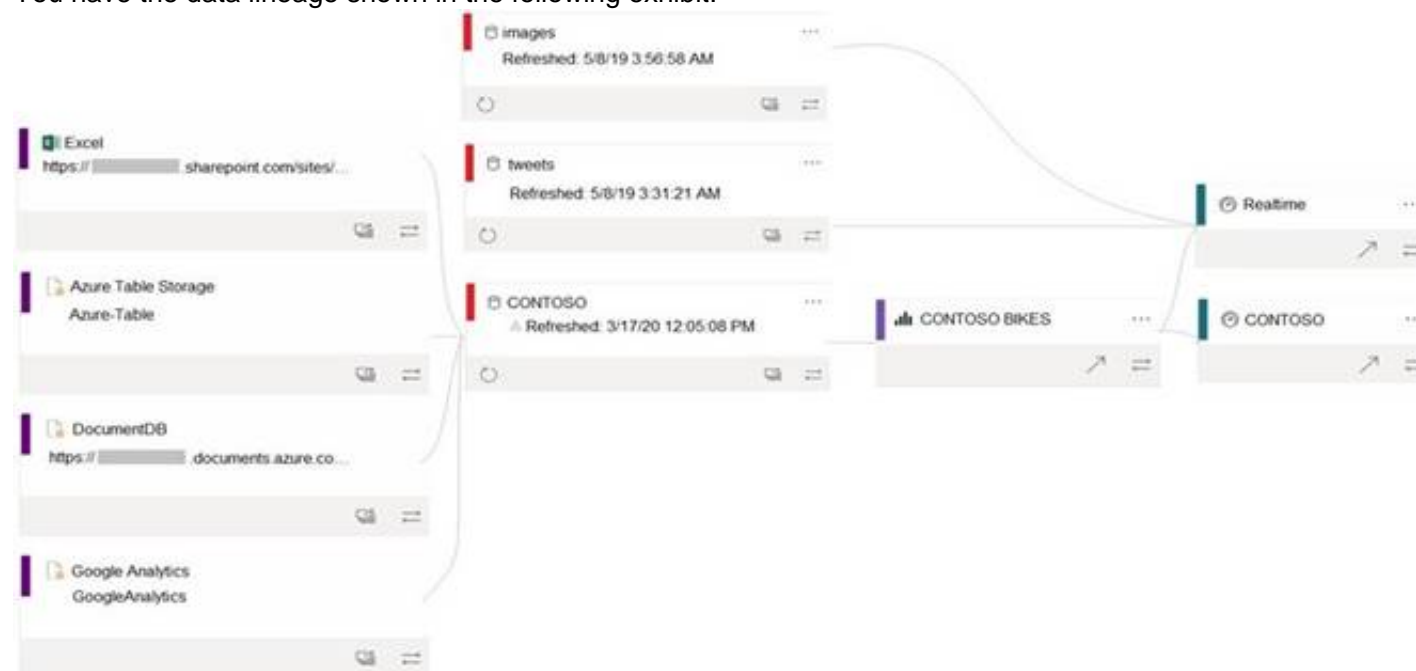 You have the data lineage shown in the following exhibit.
images
Refreshed: 5/8/19 3:56:58 AM
Excel
https:// .sharepoint.com/sites/...
tweets
Refreshed: 5/8/19 3:31:21 AM
Realtime
Azure Table Storage
Azure-Table
CONTOSO
Refreshed: 3/17/20 12:05:08 PM
CONTOSO BIKES
CONTOSO
DocumentDB
https:// .documents.azure.co...
Google Analytics
GoogleAnalytics